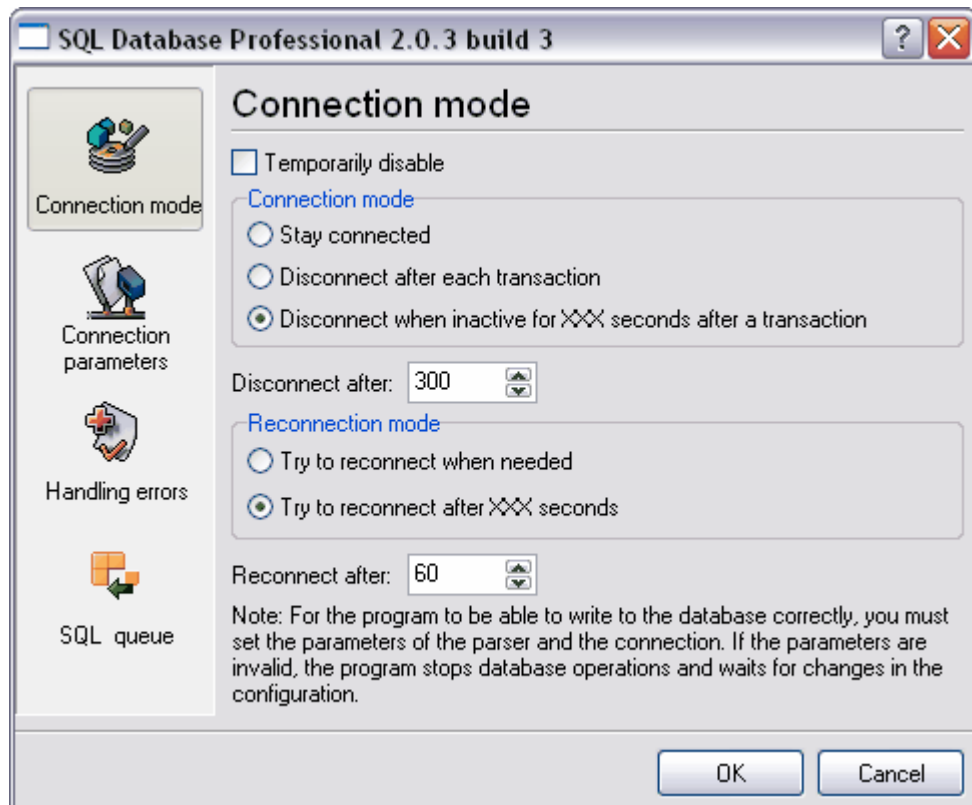 SQL Database Professional 2.0.3 build 3
?
Connection mode
Connection parameters
Handling errors
SQL queue
Connection mode
Temporarily disable
Connection mode
Stay connected
Disconnect after each transaction
Disconnect when inactive for XXX seconds after a transaction
Disconnect after: 300
Reconnection mode
Try to reconnect when needed
Try to reconnect after XXX seconds
Reconnect after: 60
Note: For the program to be able to write to the database correctly, you must
set the parameters of the parser and the connection. If the parameters are
invalid, the program stops database operations and waits for changes in the
configuration.
OK
Cancel